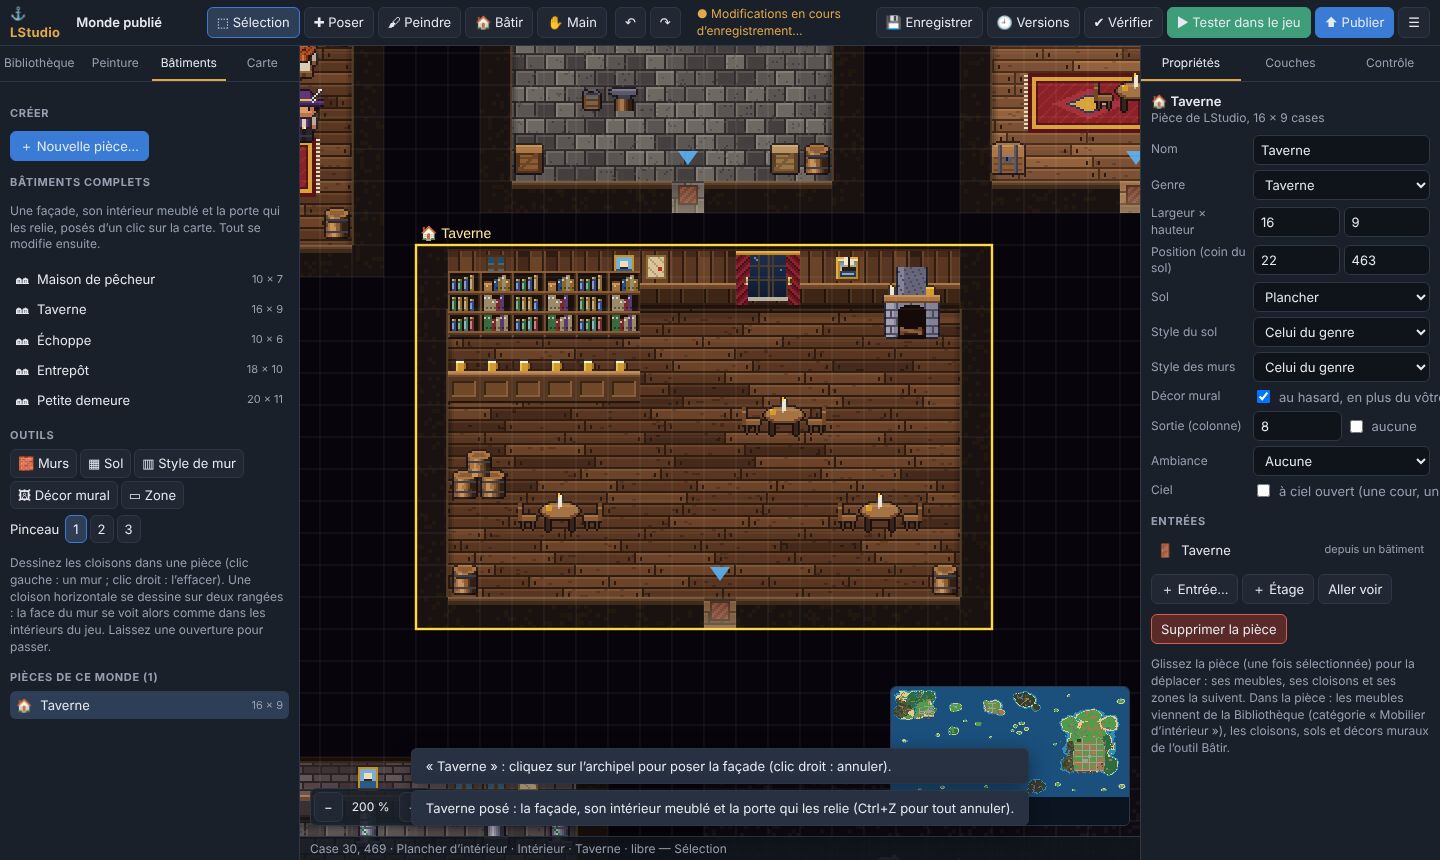 LStudio
Monde publié
Sélection
Poser
Peindre
Bâtir
Main
Modifications en cours
d'enregistrement...
Enregistrer
Versions
Vérifier
Tester dans le jeu
Publier
Bibliothèque
Peinture
Bâtiments
Carte
CRÉER
+ Nouvelle pièce...
BÂTIMENTS COMPLETS
Une façade, son intérieur meublé et la porte qui
les relie, posés d'un clic sur la carte. Tout se
modifie ensuite.
Maison de pêcheur 10 × 7
Taverne 16 × 9
Échoppe 10 × 6
Entrepôt 18 × 10
Petite demeure 20 × 11
OUTILS
Murs
Sol
Style de mur
Décor mural
Zone
Pinceau 1 2 3
Dessinez les cloisons dans une pièce (clic
gauche : un mur ; clic droit : l'effacer). Une
cloison horizontale se dessine sur deux rangées
: la face du mur se voit alors comme dans les
intérieurs du jeu. Laissez une ouverture pour
passer.
PIÈCES DE CE MONDE (1)
Taverne 16 × 9
Taverne
« Taverne » : cliquez sur l'archipel pour poser la façade (clic droit : annuler).
− 200 %
Taverne posé : la façade, son intérieur meublé et la porte qui les relie (Ctrl+Z pour tout annuler).
Case 30, 469 · Plancher d'intérieur · Intérieur · Taverne · libre — Sélection
Propriétés
Couches
Contrôle
Taverne
Pièce de LStudio, 16 × 9 cases
Nom Taverne
Genre Taverne
Largeur ×
hauteur 16 9
Position (coin du
sol) 22 463
Sol Plancher
Style du sol Celui du genre
Style des murs Celui du genre
Décor mural au hasard, en plus du vôtr
Sortie (colonne) 8 aucune
Ambiance Aucune
Ciel à ciel ouvert (une cour, un
ENTRÉES
Taverne depuis un bâtiment
+ Entrée...
+ Étage
Aller voir
Supprimer la pièce
Glissez la pièce (une fois sélectionnée) pour la
déplacer : ses meubles, ses cloisons et ses
zones la suivent. Dans la pièce : les meubles
viennent de la Bibliothèque (catégorie « Mobilier
d'intérieur »), les cloisons, sols et décors muraux
de l'outil Bâtir.